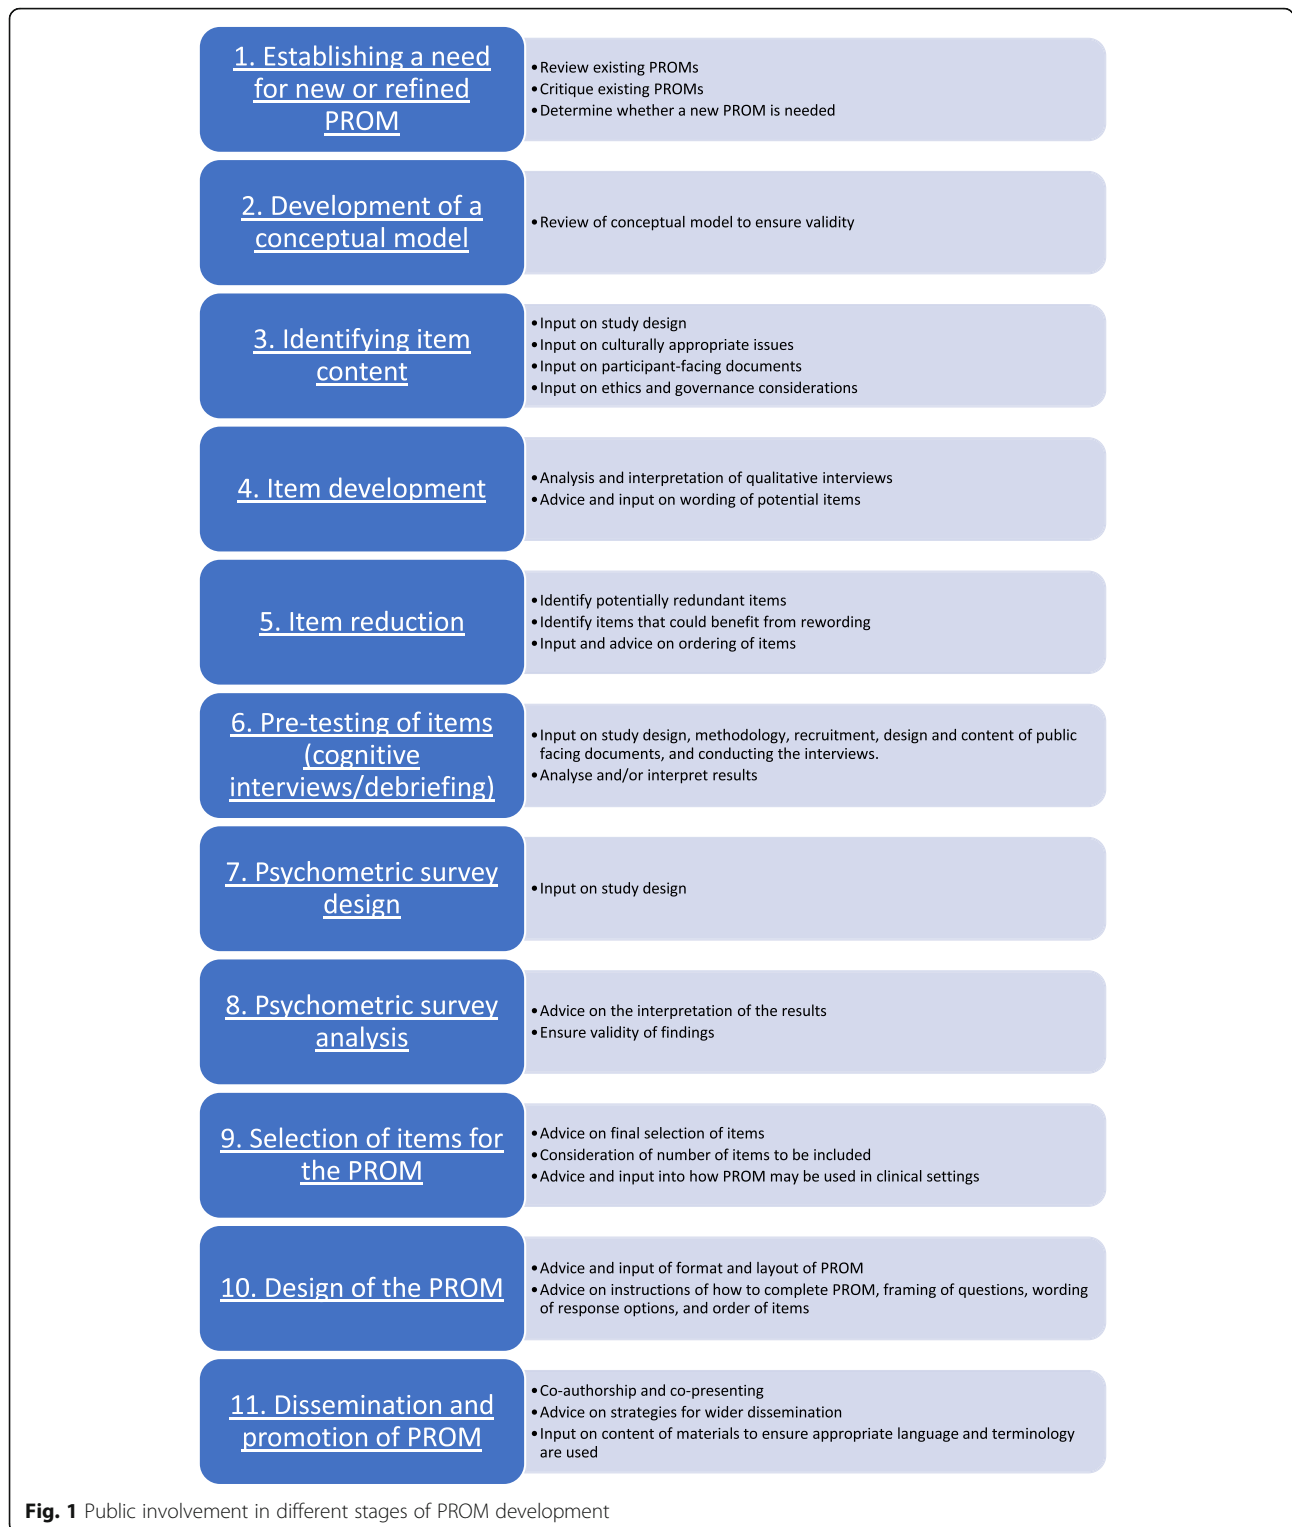 1. Establishing a need
for new or refined
PROM
•Review existing PROMs
•Critique existing PROMs
•Determine whether a new PROM is needed
2. Development of a
conceptual model
•Review of conceptual model to ensure validity
3. Identifying item
content
•Input on study design
•Input on culturally appropriate issues
•Input on participant-facing documents
•Input on ethics and governance considerations
4. Item development
•Analysis and interpretation of qualitative interviews
•Advice and input on wording of potential items
5. Item reduction
•Identify potentially redundant items
•Identify items that could benefit from rewording
•Input and advice on ordering of items
6. Pre-testing of items
(cognitive
interviews/debriefing)
•Input on study design, methodology, recruitment, design and content of public
facing documents, and conducting the interviews.
•Analyse and/or interpret results
7. Psychometric survey
design
•Input on study design
8. Psychometric survey
analysis
•Advice on the interpretation of the results
•Ensure validity of findings
9. Selection of items for
the PROM
•Advice on final selection of items
•Consideration of number of items to be included
•Advice and input into how PROM may be used in clinical settings
10. Design of the PROM
•Advice and input of format and layout of PROM
•Advice on instructions of how to complete PROM, framing of questions, wording
of response options, and order of items
11. Dissemination and
promotion of PROM
•Co-authorship and co-presenting
•Advice on strategies for wider dissemination
•Input on content of materials to ensure appropriate language and terminology
are used
Fig. 1 Public involvement in different stages of PROM development